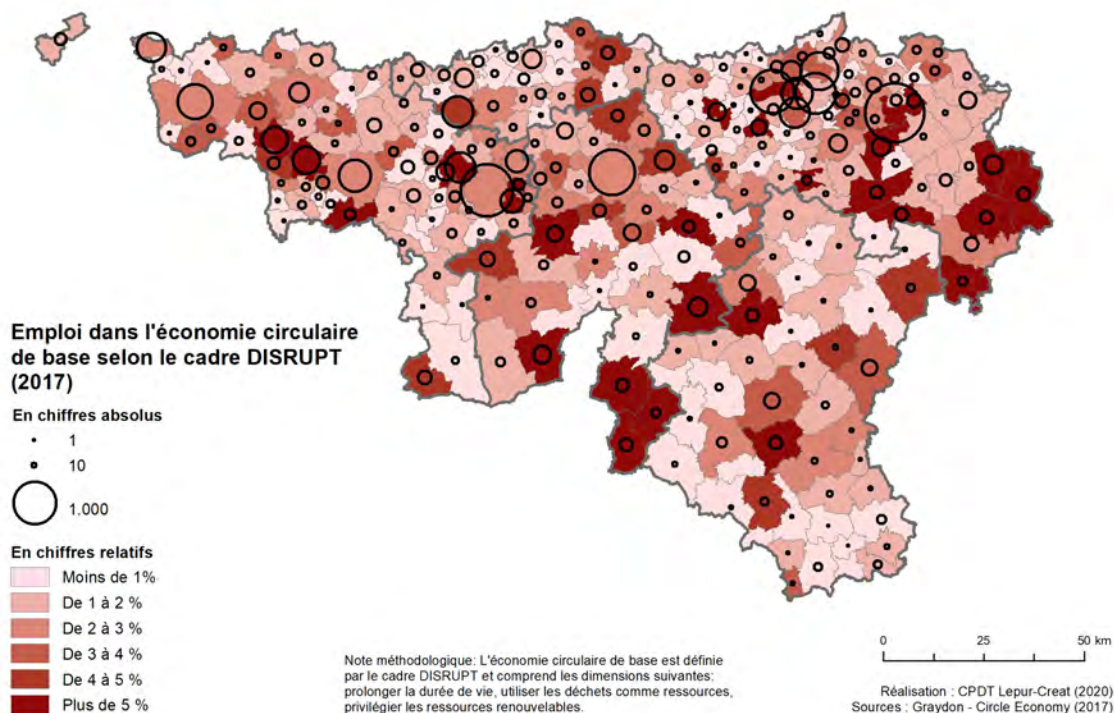 Emploi dans l'économie circulaire
de base selon le cadre DISRUPT
(2017)
En chiffres absolus
1
10
1.000
En chiffres relatifs
Moins de 1%
De 1 à 2 %
De 2 à 3 %
De 3 à 4 %
De 4 à 5 %
Plus de 5 %
Note méthodologique: L'économie circulaire de base est définie
par le cadre DISRUPT et comprend les dimensions suivantes:
prolonger la durée de vie, utiliser les déchets comme ressources,
privilégier les ressources renouvelables.
0 25 50 km
Réalisation : CPDT Lepur-Creat (2020)
Sources : Graydon - Circle Economy (2017)